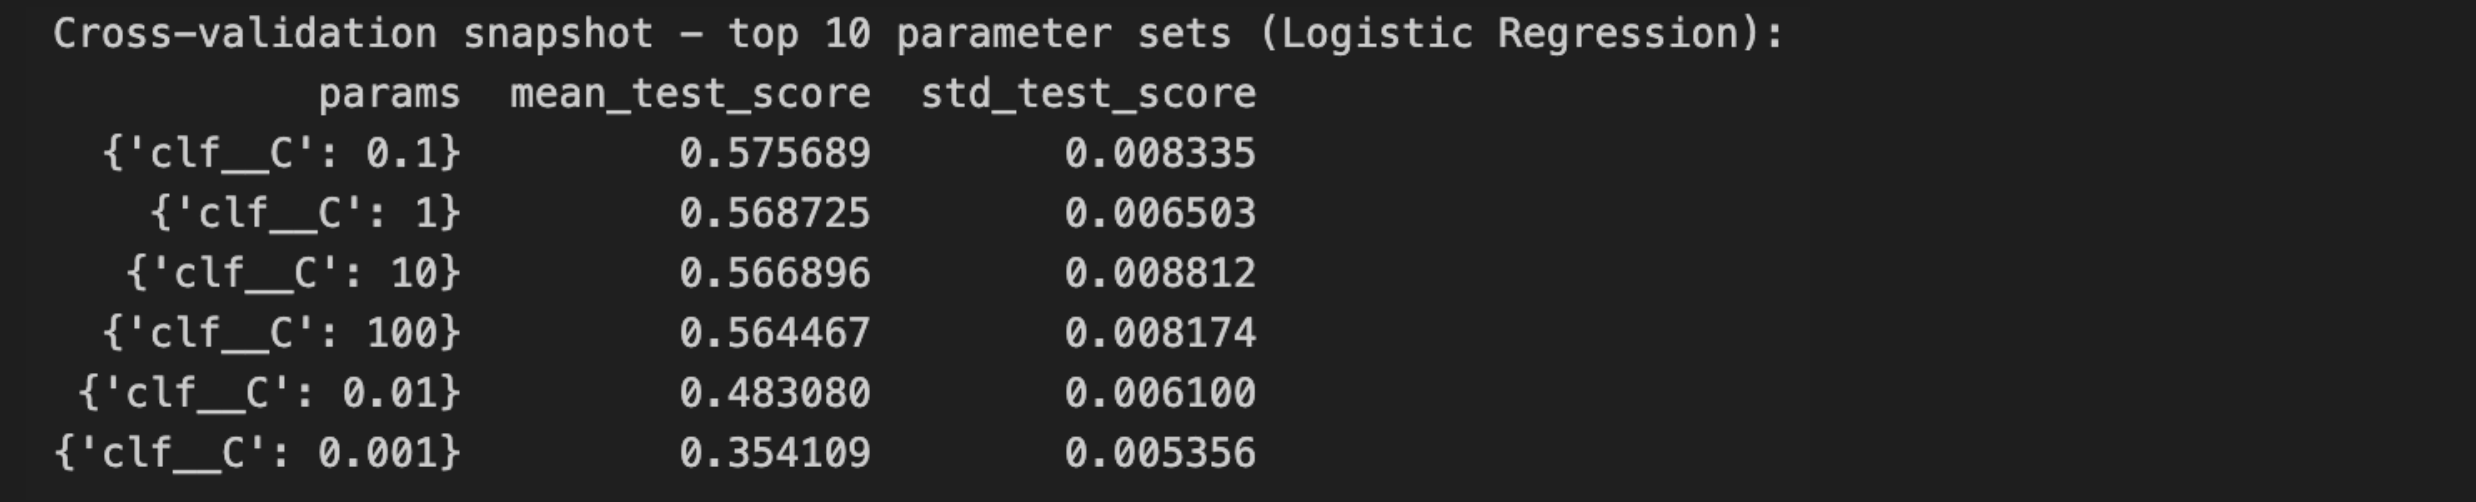 Cross-validation snapshot – top 10 parameter sets (Logistic Regression):
params mean_test_score std_test_score
{'clf__C': 0.1} 0.575689 0.008335
{'clf__C': 1} 0.568725 0.006503
{'clf__C': 10} 0.566896 0.008812
{'clf__C': 100} 0.564467 0.008174
{'clf__C': 0.01} 0.483080 0.006100
{'clf__C': 0.001} 0.354109 0.005356